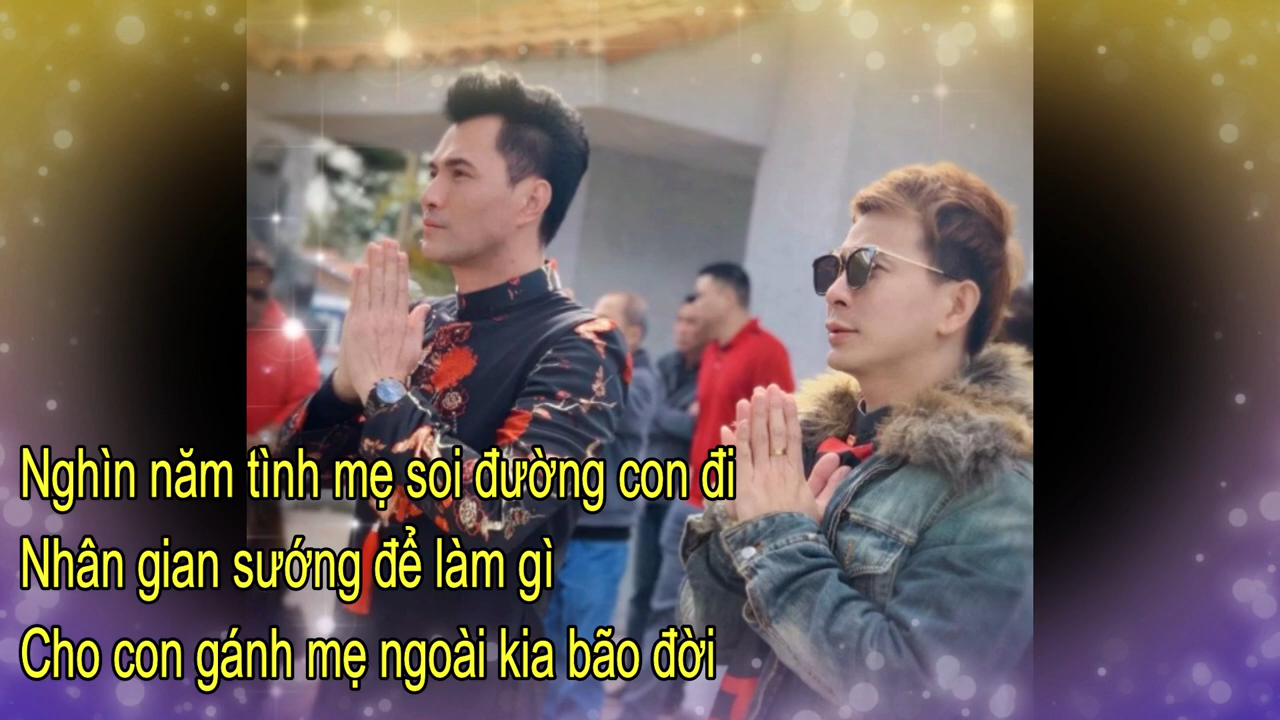 Nghìn năm tình mẹ soi đường con đi
Nhân gian sướng để làm gì
Cho con gánh mẹ ngoài kia bão đời